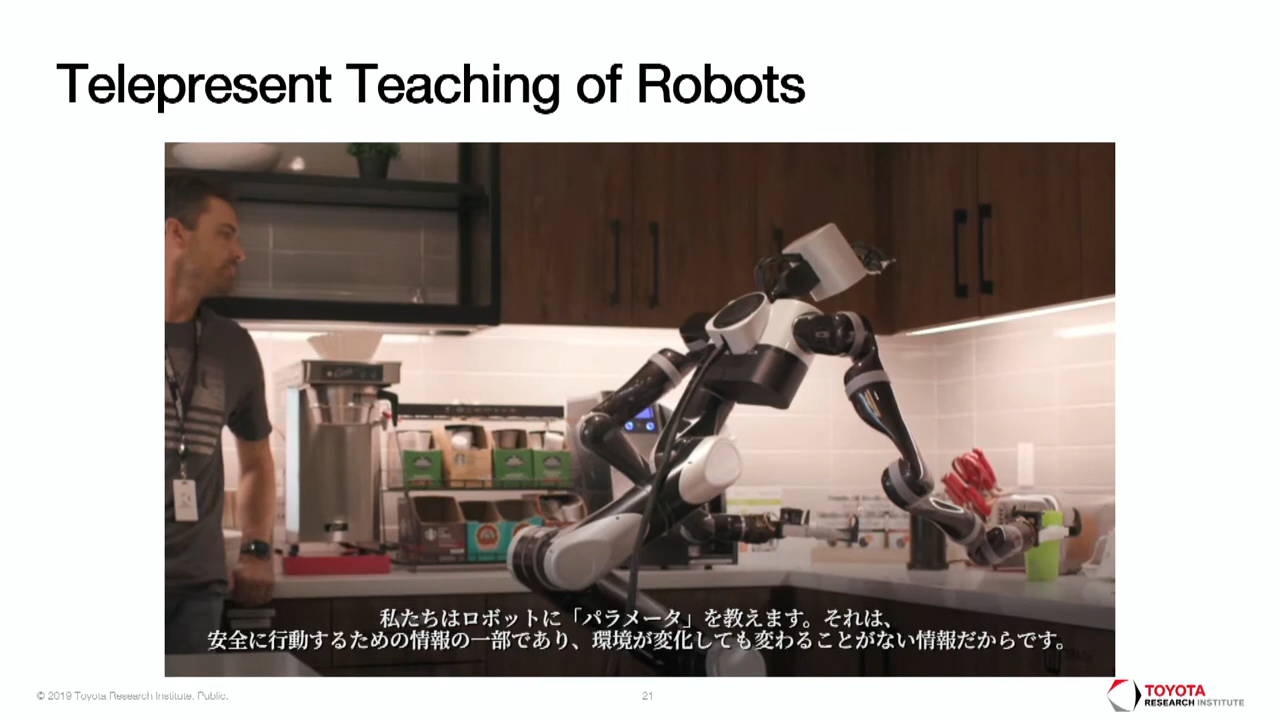 Telepresent Teaching of Robots
私たちはロボットに「パラメータ」を教えます。それは、
安全に行動するための情報の一部であり、環境が変化しても変わることがない情報だからです。
© 2019 Toyota Research Institute. Public.
21
TOYOTA
RESEARCH INSTITUTE